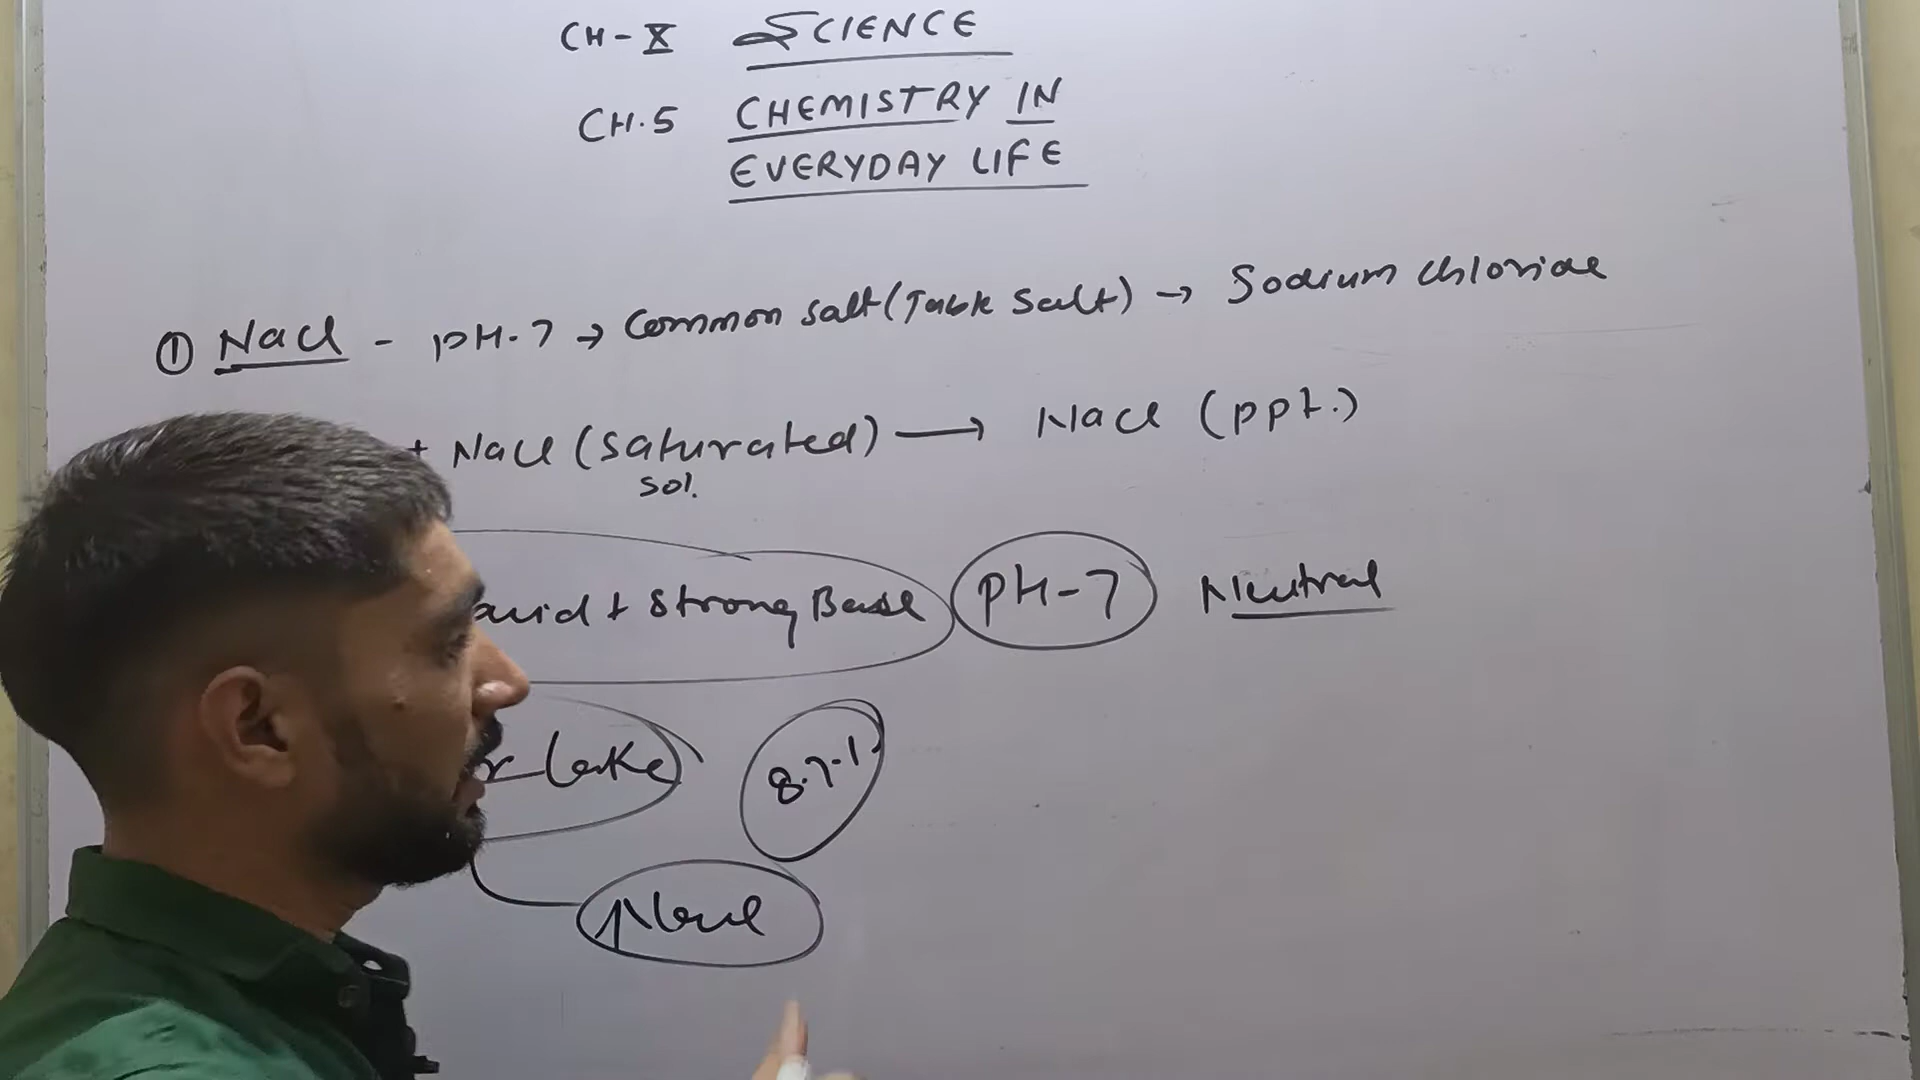 CH-X SCIENCE
CH.5 CHEMISTRY IN
EVERYDAY LIFE
① NaCl - pH-7 → Common salt (Table Salt) → Sodium chloride
+ NaCl (saturated) → NaCl (ppt.)
sol.
acid + Strong Base pH-7 Neutral
Lake 8.7.1